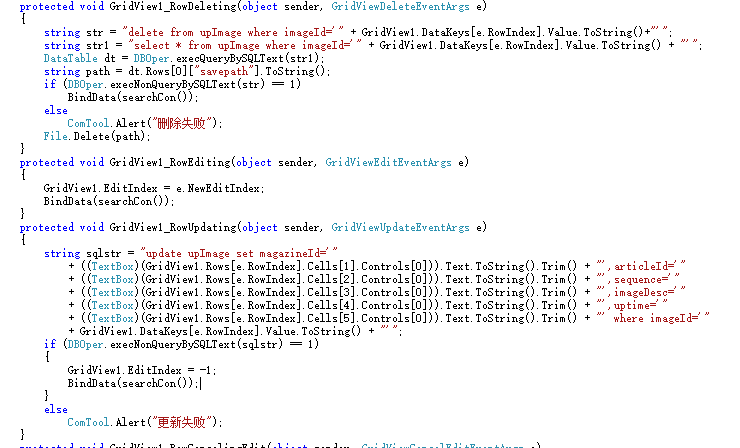 protected void GridView1_RowDeleting(object sender, GridViewDeleteEventArgs e)
{
string str = "delete from upImage where imageId='" + GridView1.DataKeys[e.RowIndex].Value.ToString()+"'";
string str1 = "select * from upImage where imageId='" + GridView1.DataKeys[e.RowIndex].Value.ToString() + "'";
DataTable dt = DBOper.execQueryBySQLText(str1);
string path = dt.Rows[0]["savepath"].ToString();
if (DBOper.execNonQueryBySQLText(str) == 1)
BindData(searchCon());
else
ComTool.Alert("删除失败");
File.Delete(path);
}
protected void GridView1_RowEditing(object sender, GridViewEditEventArgs e)
{
GridView1.EditIndex = e.NewEditIndex;
BindData(searchCon());
}
protected void GridView1_RowUpdating(object sender, GridViewUpdateEventArgs e)
{
string sqlstr = "update upImage set magazineId='"
+ ((TextBox)(GridView1.Rows[e.RowIndex].Cells[1].Controls[0])).Text.ToString().Trim() + "',articleId='"
+ ((TextBox)(GridView1.Rows[e.RowIndex].Cells[2].Controls[0])).Text.ToString().Trim() + "',sequence='"
+ ((TextBox)(GridView1.Rows[e.RowIndex].Cells[3].Controls[0])).Text.ToString().Trim() + "',imageDesc='"
+ ((TextBox)(GridView1.Rows[e.RowIndex].Cells[4].Controls[0])).Text.ToString().Trim() + "',uptime='"
+ ((TextBox)(GridView1.Rows[e.RowIndex].Cells[5].Controls[0])).Text.ToString().Trim() + "' where imageId='"
+ GridView1.DataKeys[e.RowIndex].Value.ToString() + "'";
if (DBOper.execNonQueryBySQLText(sqlstr) == 1)
{
GridView1.EditIndex = -1;
BindData(searchCon());
}
else
ComTool.Alert("更新失败");
}
protected void GridView1_RowCancelingEdit(object sender, GridViewCancelEditEventArgs e)